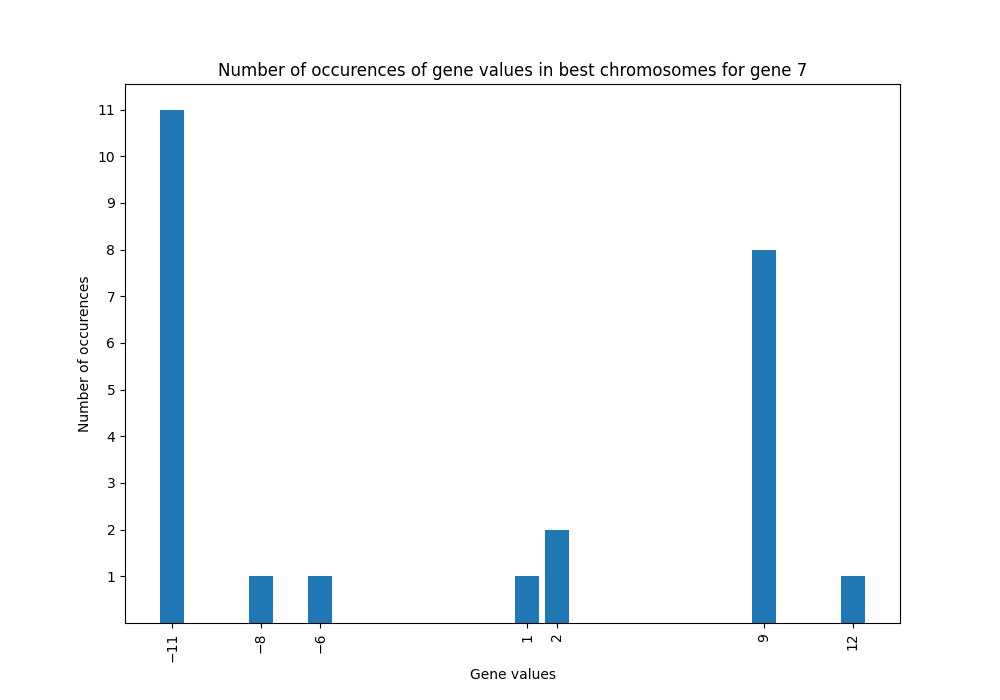 Number of occurences of gene values in best chromosomes for gene 7
11
10
9
8
7
6
5
4
3
2
1
Number of occurences
−11 −8 −6 1 2 9 12
Gene values